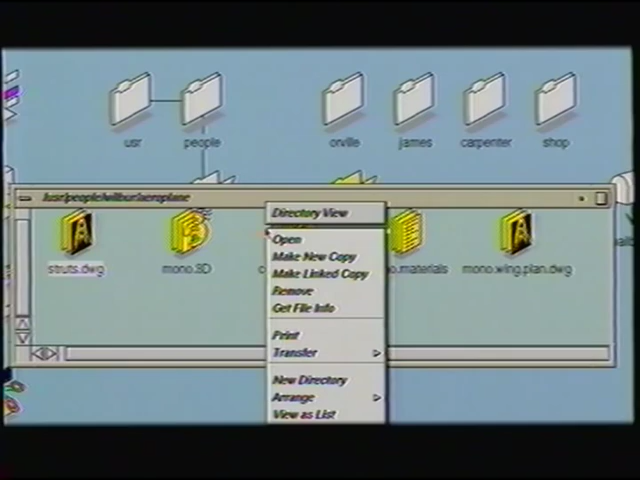 usr
people
orville
james
carpenter
shop
/usr/people/wilbur/aeroplane
Directory View
struts.dwg
mono.3D
o.materials
mono.wing.plan.dwg
Open
Make New Copy
Make Linked Copy
Remove
Get File Info
Print
Transfer
New Directory
Arrange
View as List